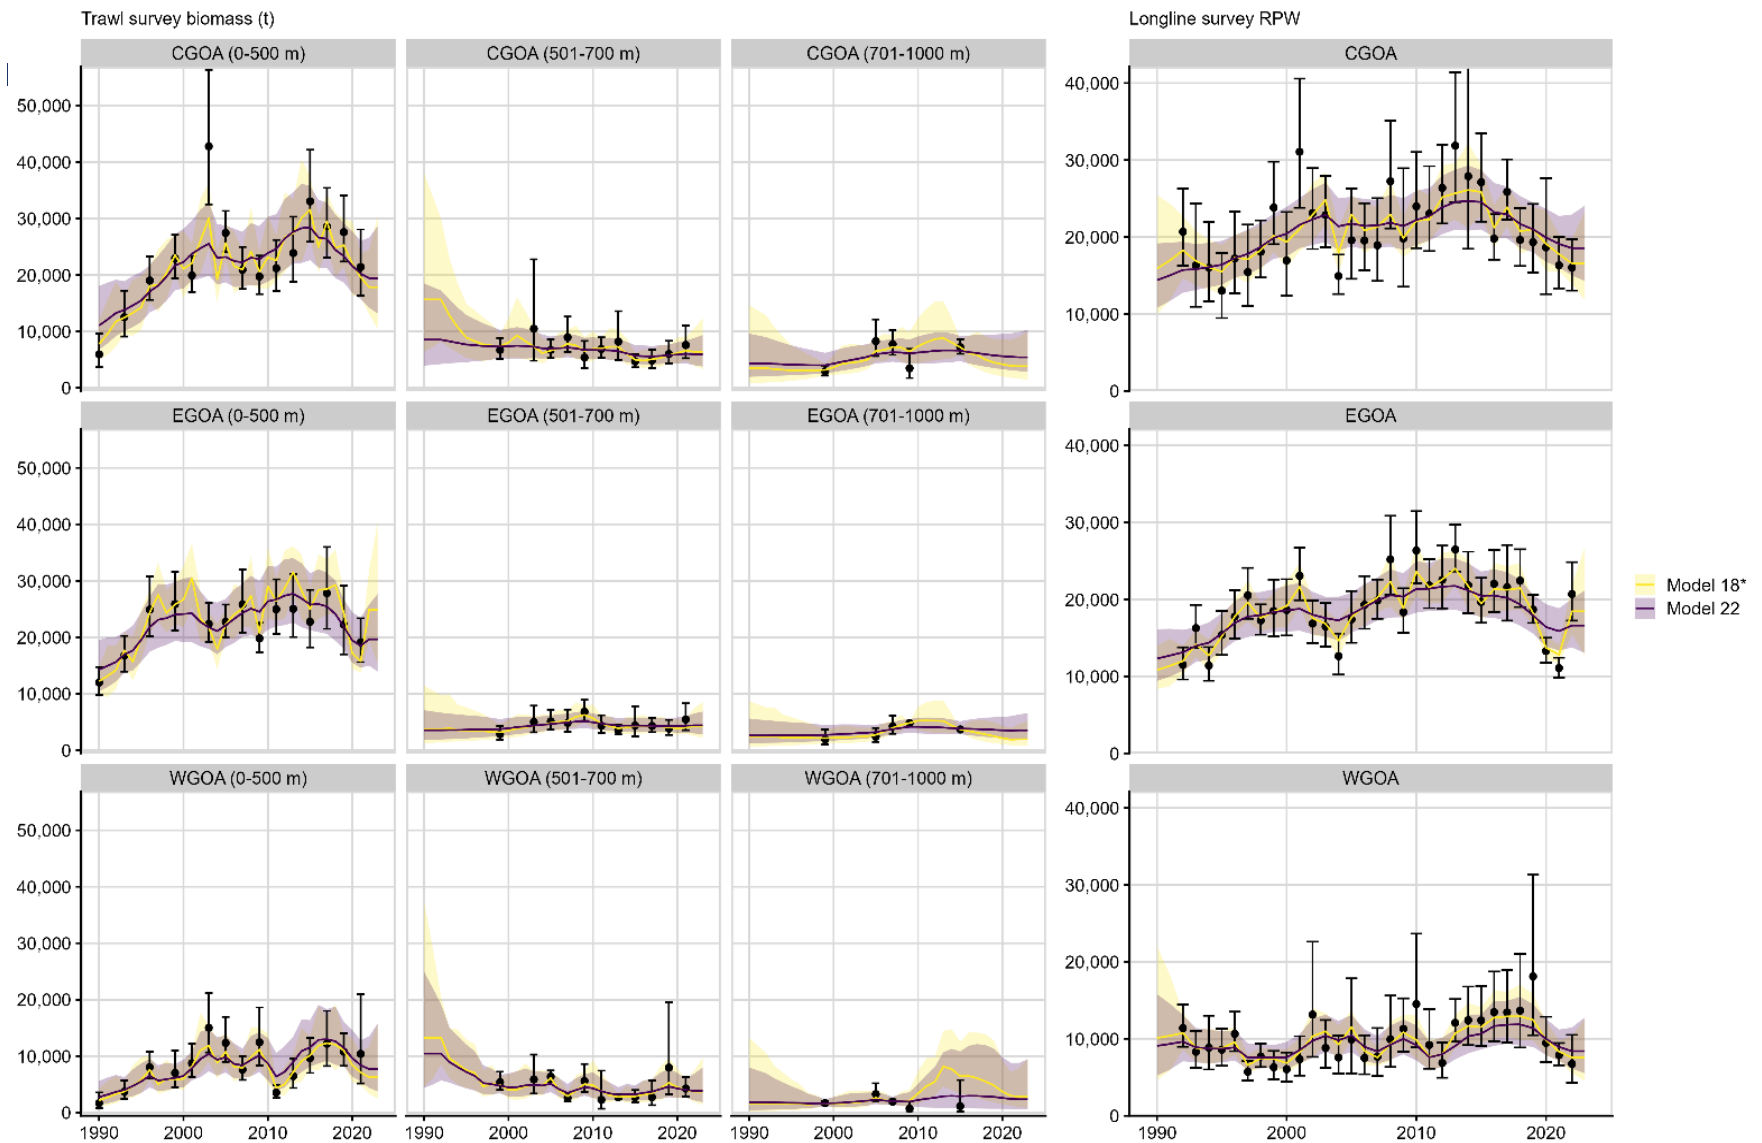 Trawl survey biomass (t)
Longline survey RPW
CGOA (0-500 m)
CGOA (501-700 m)
CGOA (701-1000 m)
CGOA
50,000
40,000
30,000
20,000
10,000
0
40,000
30,000
20,000
10,000
0
EGOA (0-500 m)
EGOA (501-700 m)
EGOA (701-1000 m)
EGOA
50,000
40,000
30,000
20,000
10,000
0
40,000
30,000
20,000
10,000
0
Model 18*
Model 22
WGOA (0-500 m)
WGOA (501-700 m)
WGOA (701-1000 m)
WGOA
50,000
40,000
30,000
20,000
10,000
0
40,000
30,000
20,000
10,000
0
1990 2000 2010 2020
1990 2000 2010 2020
1990 2000 2010 2020
1990 2000 2010 2020